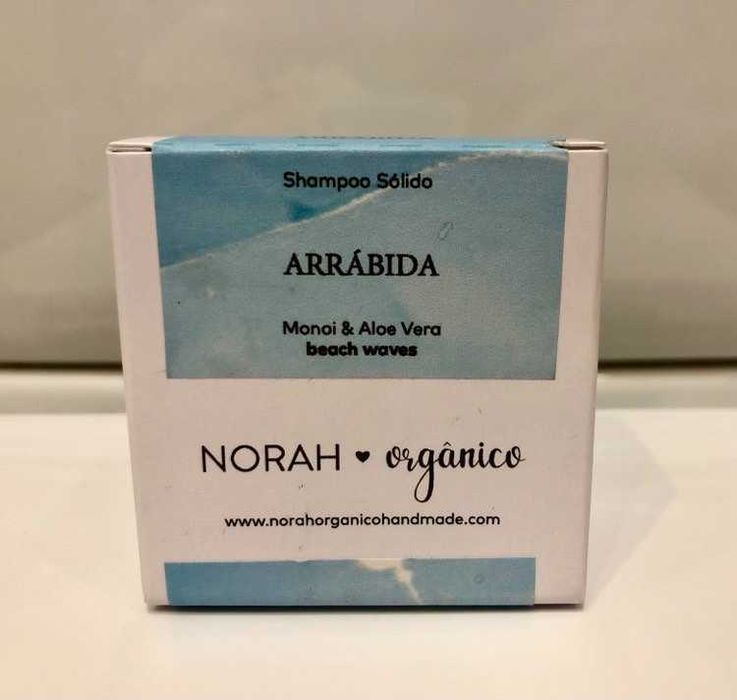 Shampoo Sólido
ARRÁBIDA
Monoi & Aloe Vera
beach waves
NORAH ♥ orgânico
www.norahorganicohandmade.com